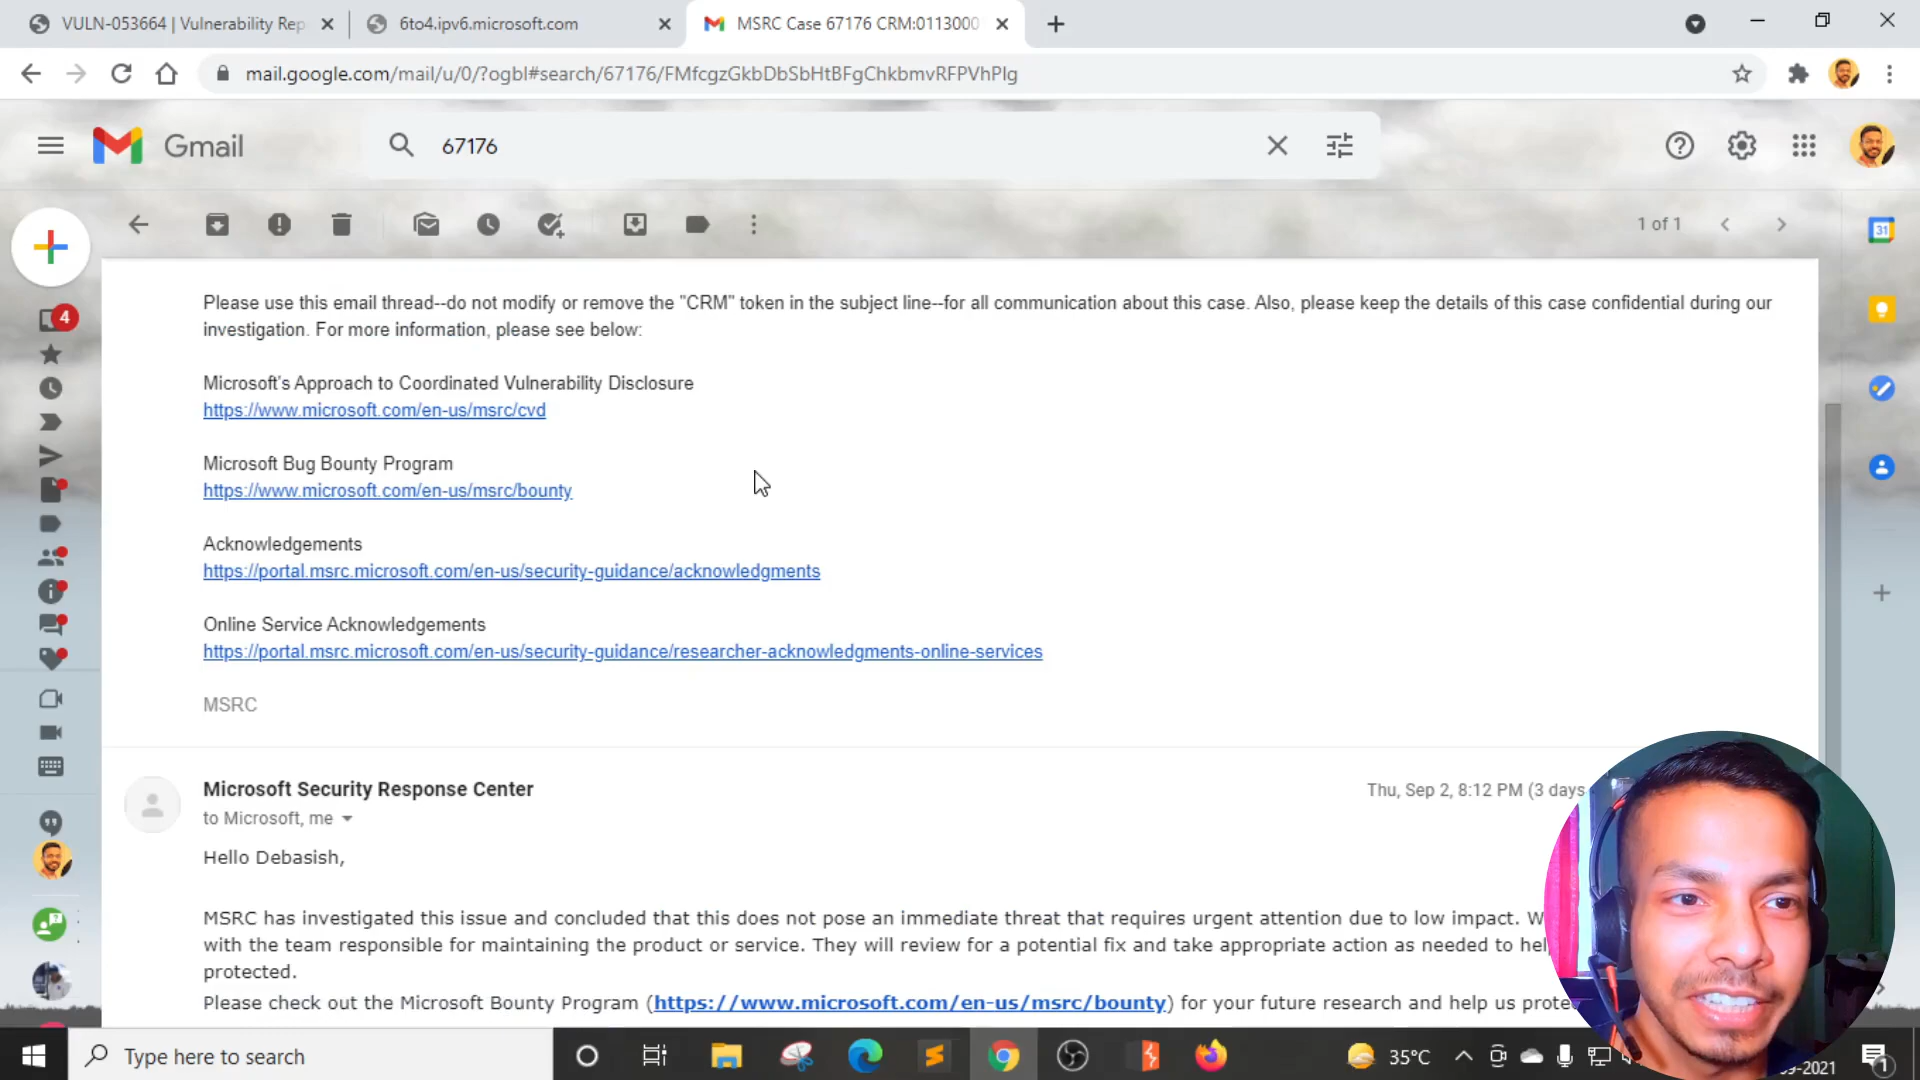 VULN-053664 | Vulnerability Rep
6to4.ipv6.microsoft.com
MSRC Case 67176 CRM:0113000
mail.google.com/mail/u/0/?ogbl#search/67176/FMfcgzGkbDbSbHtBFgChkbmvRFPVhPlg
Gmail
67176
1 of 1
31
4
Please use this email thread--do not modify or remove the "CRM" token in the subject line--for all communication about this case. Also, please keep the details of this case confidential during our
investigation. For more information, please see below:
Microsoft's Approach to Coordinated Vulnerability Disclosure
https://www.microsoft.com/en-us/msrc/cvd
Microsoft Bug Bounty Program
https://www.microsoft.com/en-us/msrc/bounty
Acknowledgements
https://portal.msrc.microsoft.com/en-us/security-guidance/acknowledgments
Online Service Acknowledgements
https://portal.msrc.microsoft.com/en-us/security-guidance/researcher-acknowledgments-online-services
MSRC
Microsoft Security Response Center
Thu, Sep 2, 8:12 PM (3 days
to Microsoft, me
Hello Debasish,
MSRC has investigated this issue and concluded that this does not pose an immediate threat that requires urgent attention due to low impact.
with the team responsible for maintaining the product or service. They will review for a potential fix and take appropriate action as needed to
protected.
Please check out the Microsoft Bounty Program (https://www.microsoft.com/en-us/msrc/bounty) for your future research and help us
Type here to search
35°C
-2021
1